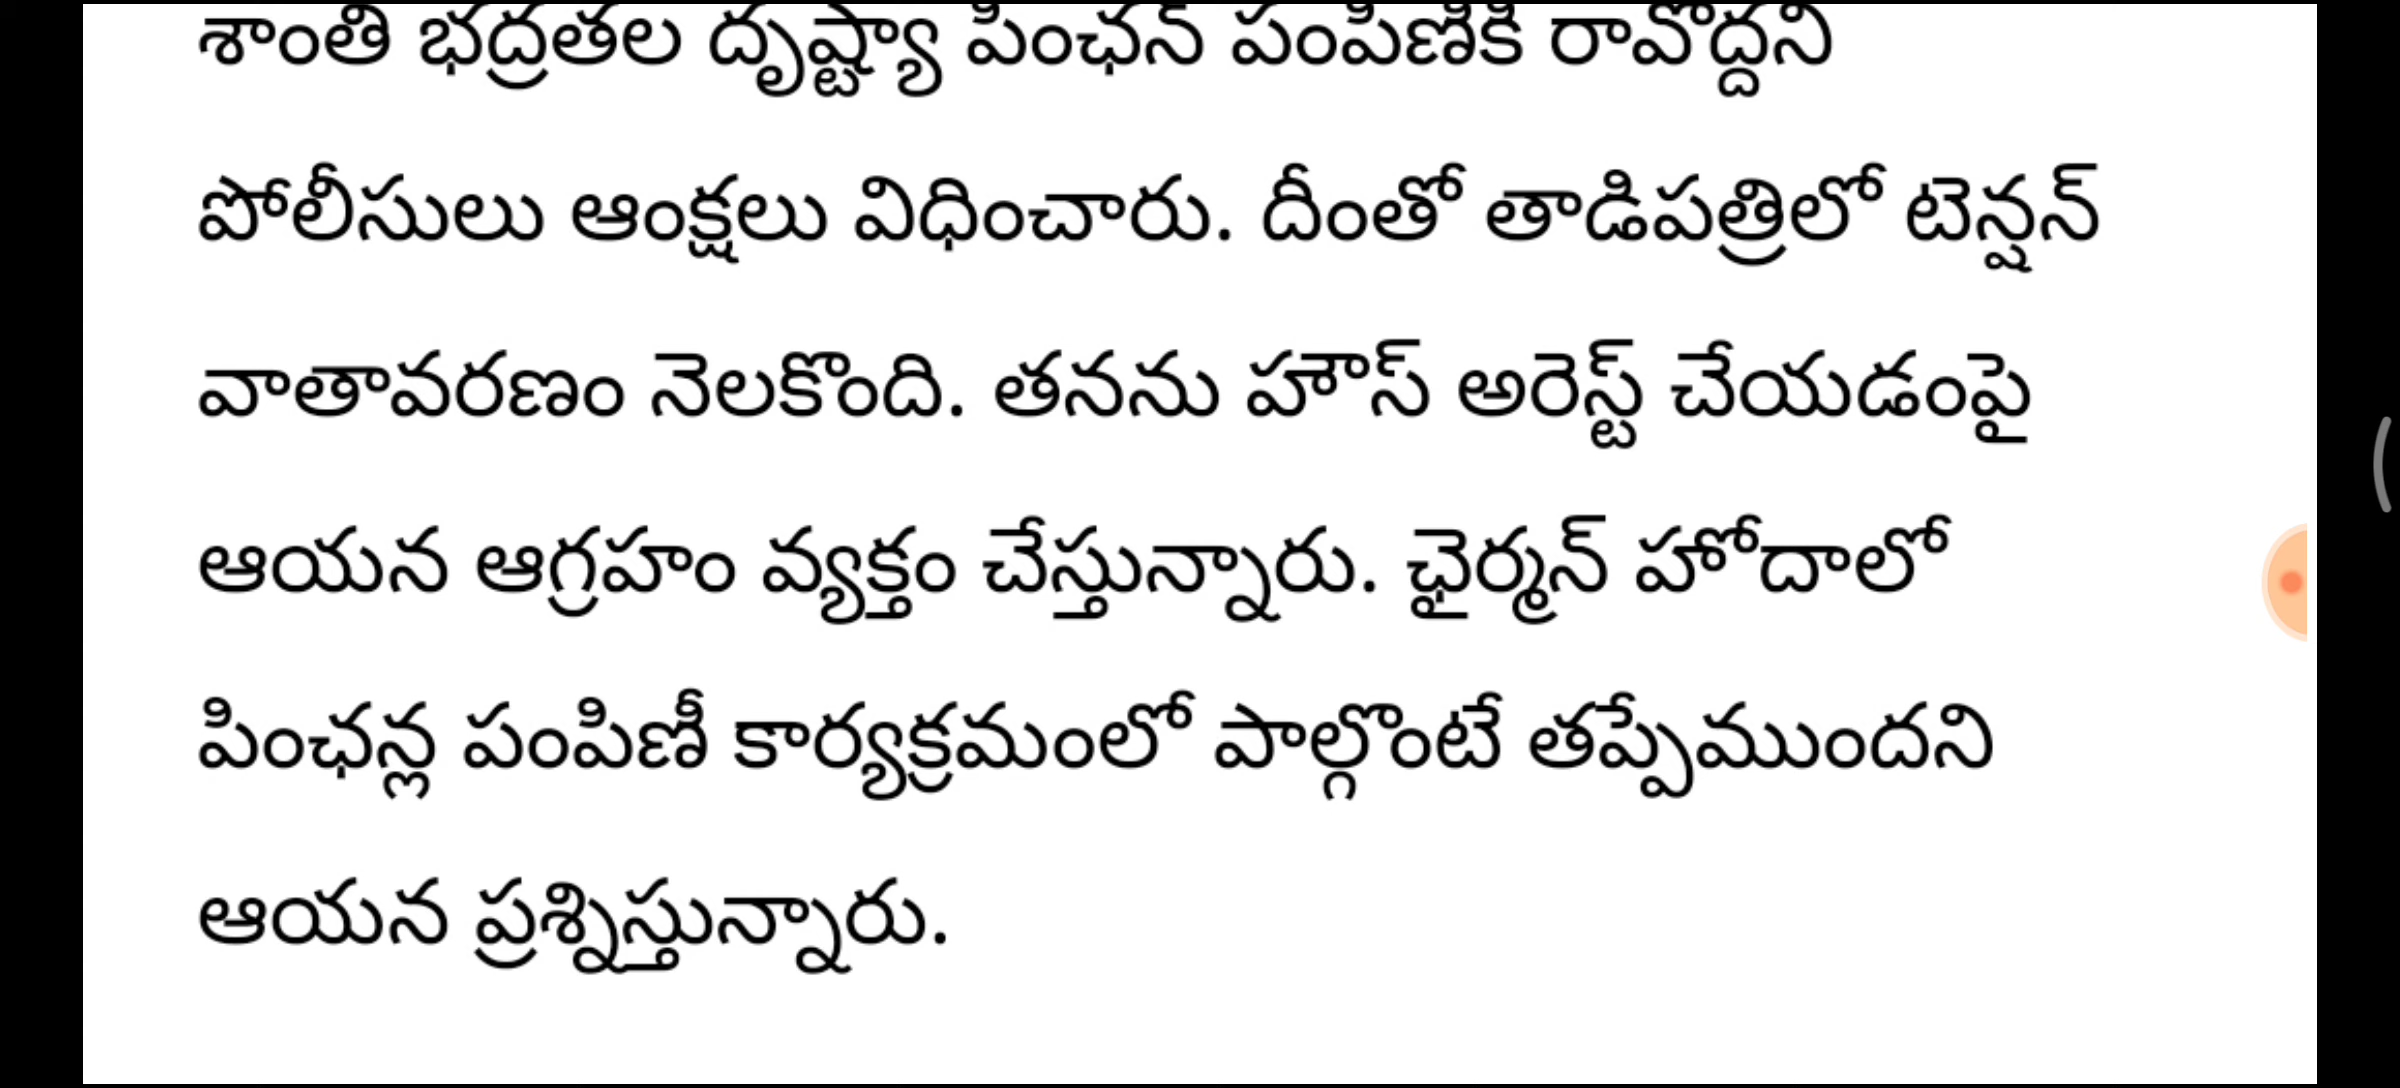 శాంతి భద్రతల దృష్ట్యా పింఛన్ పంపిణీకి రావొద్దని
పోలీసులు ఆంక్షలు విధించారు. దీంతో తాడిపత్రిలో టెన్షన్
వాతావరణం నెలకొంది. తనను హౌస్ అరెస్ట్ చేయడంపై
ఆయన ఆగ్రహం వ్యక్తం చేస్తున్నారు. ఛైర్మన్ హోదాలో
పింఛన్ల పంపిణీ కార్యక్రమంలో పాల్గొంటే తప్పేముందని
ఆయన ప్రశ్నిస్తున్నారు.